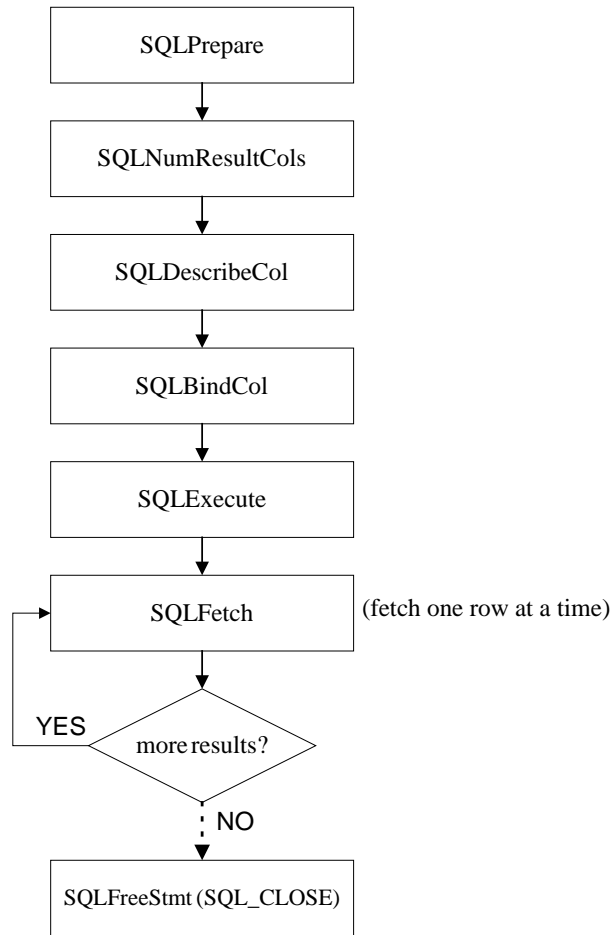 SQLPrepare
SQLNumResultCols
SQLDescribeCol
SQLBindCol
SQLExecute
SQLFetch
(fetch one row at a time)
YES
more results?
NO
SQLFreeStmt (SQL_CLOSE)